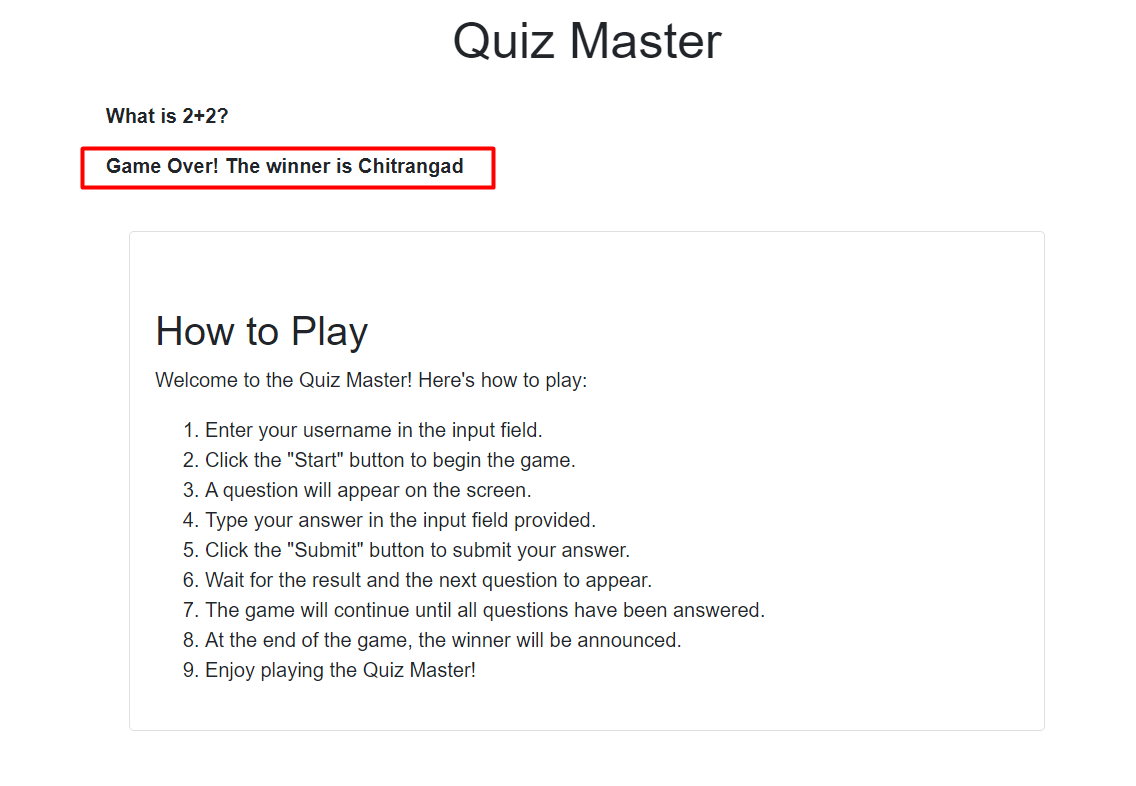 Quiz Master
What is 2+2?
Game Over! The winner is Chitrangad
How to Play
Welcome to the Quiz Master! Here's how to play:
1. Enter your username in the input field.
2. Click the "Start" button to begin the game.
3. A question will appear on the screen.
4. Type your answer in the input field provided.
5. Click the "Submit" button to submit your answer.
6. Wait for the result and the next question to appear.
7. The game will continue until all questions have been answered.
8. At the end of the game, the winner will be announced.
9. Enjoy playing the Quiz Master!